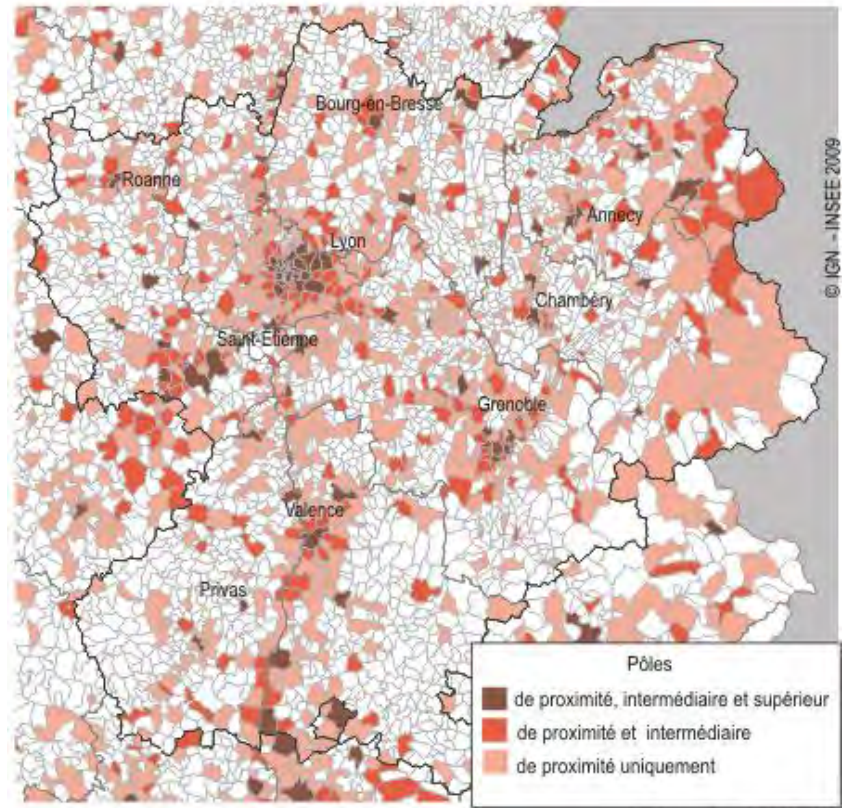 Bourg-en-Bresse
Roanne
Annecy
Lyon
Chambéry
Saint-Etienne
Grenoble
Valence
Privas
© IGN - INSEE 2009
Pôles
de proximité, intermédiaire et supérieur
de proximité et intermédiaire
de proximité uniquement